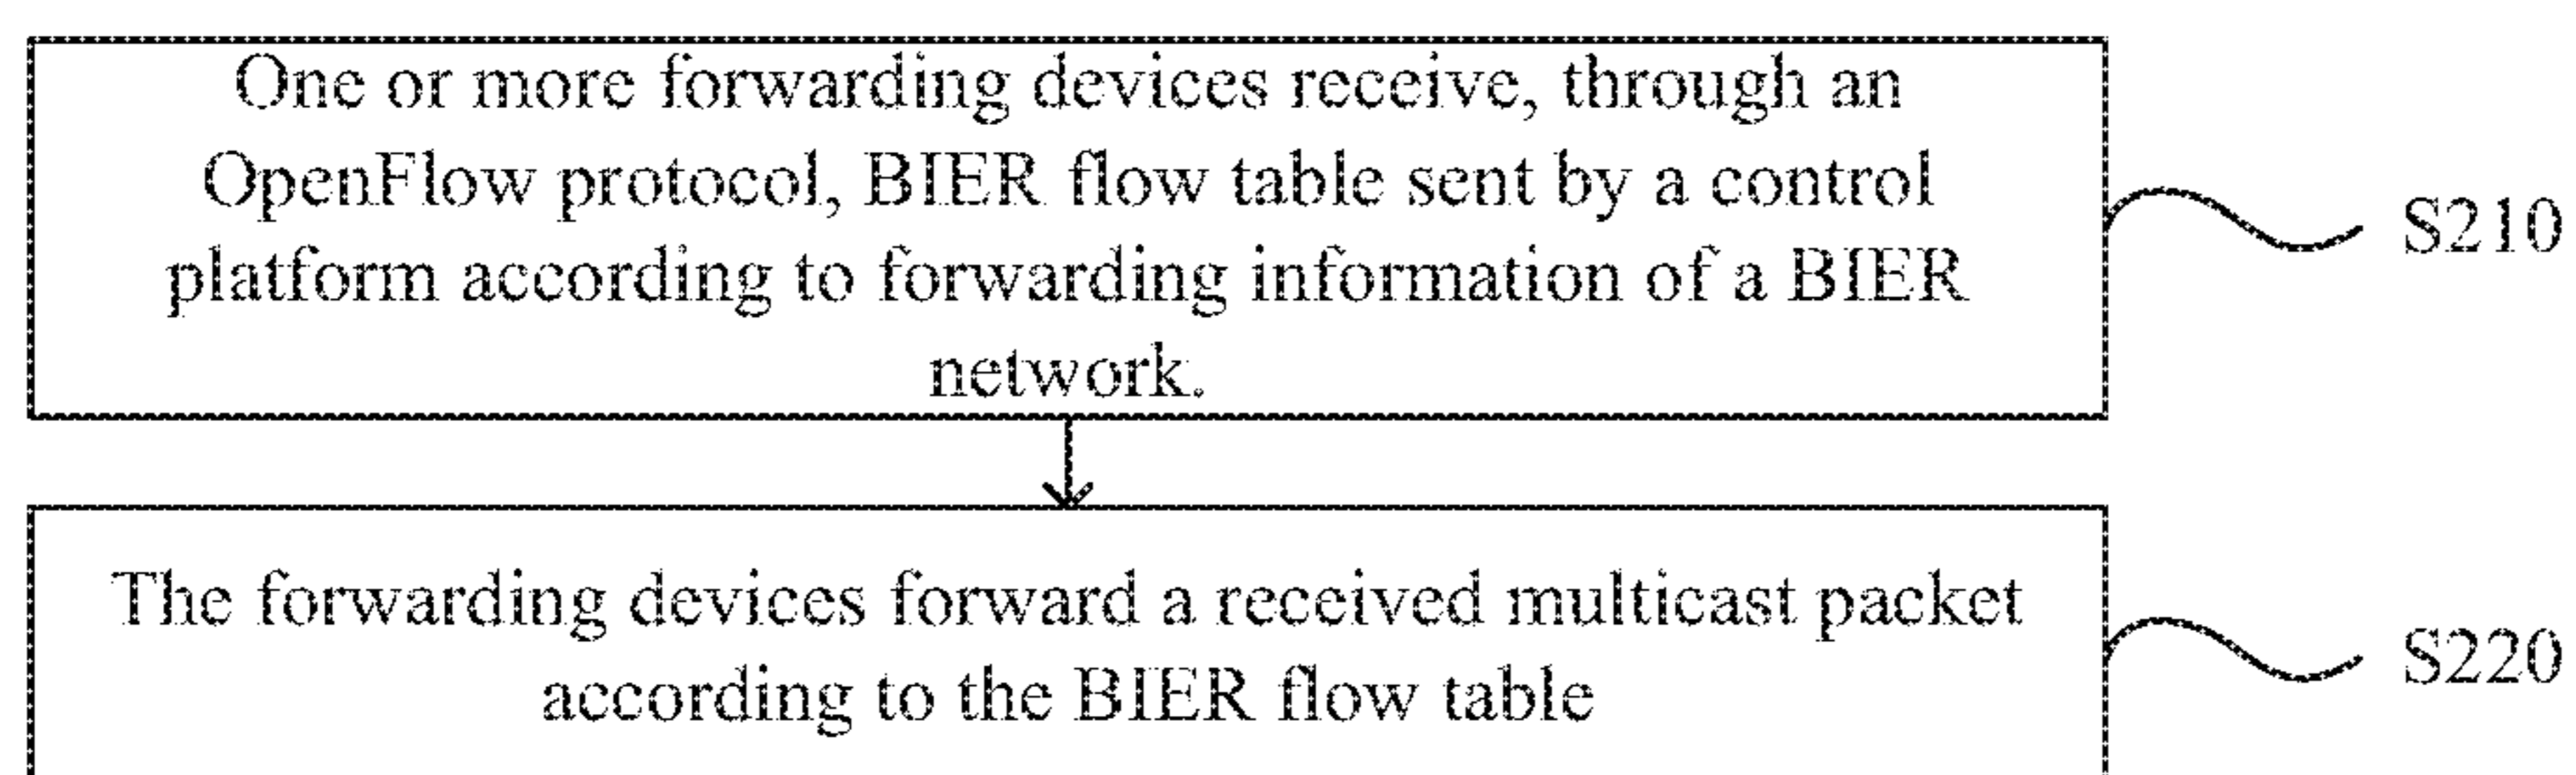 One or more forwarding devices receive, through an
OpenFlow protocol, BIER flow table sent by a control
platform according to forwarding information of a BIER
network.
S210
The forwarding devices forward a received multicast packet
according to the BIER flow table
S220